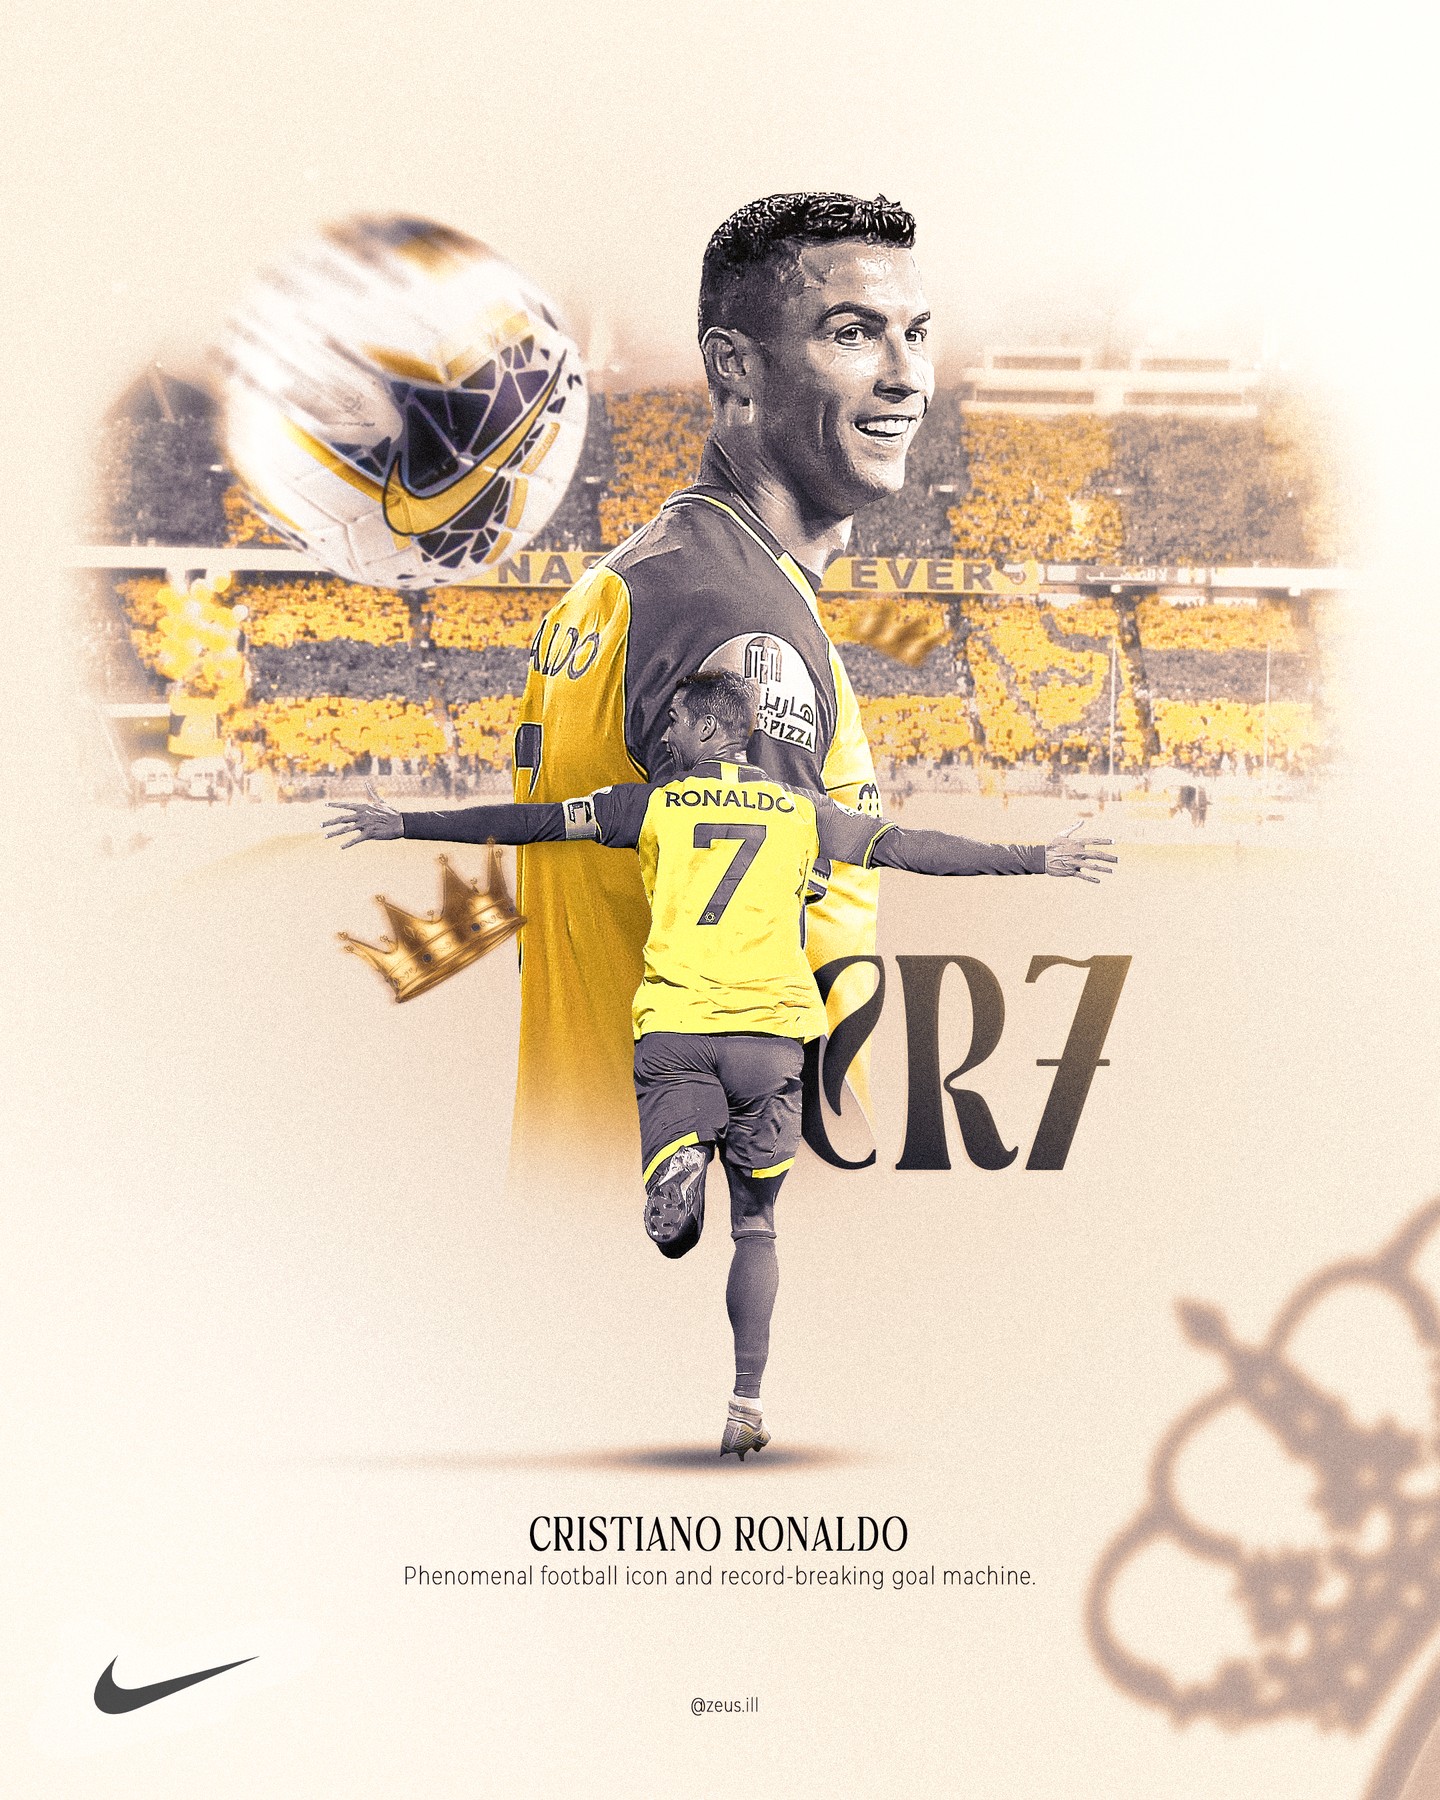 NAS
EVER
ALDO
هاريز
'S PIZZA
RONALDO
7
CR7
CRISTIANO RONALDO
Phenomenal football icon and record-breaking goal machine.
@zeus.ill